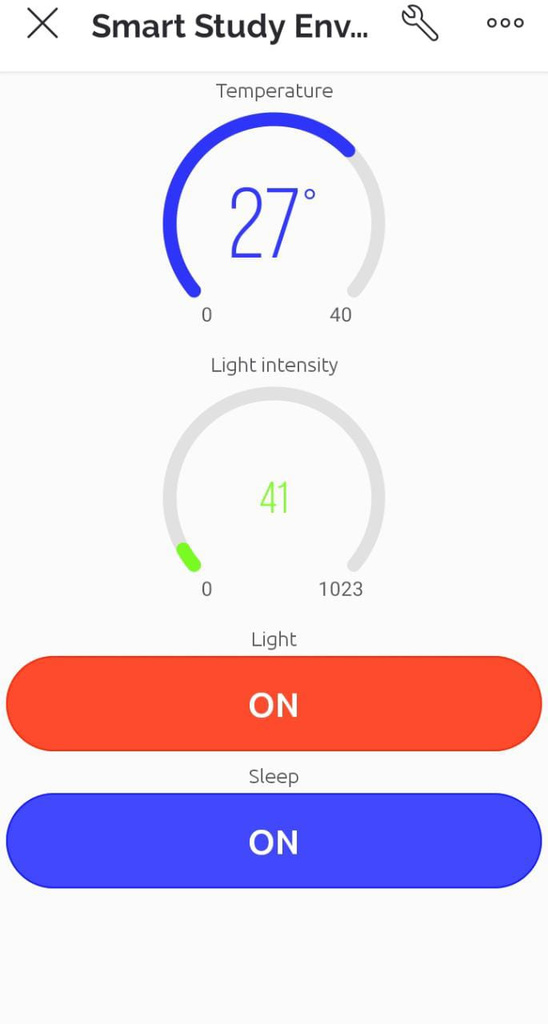 Smart Study Env...
Temperature
27°
0 40
Light intensity
41
0 1023
Light
ON
Sleep
ON